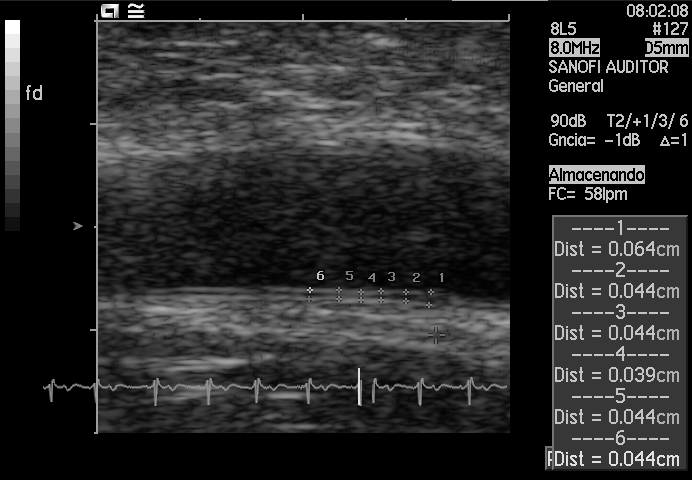 08:02:08
8L5 #127
8.0MHz D5mm
SANOFI AUDITOR
General
fd
90dB T2/+1/3/ 6
Gncia= -1dB Δ=1
Almacenando
FC= 58lpm
----1----
Dist = 0.064cm
----2----
Dist = 0.044cm
----3----
Dist = 0.044cm
----4----
Dist = 0.039cm
----5----
Dist = 0.044cm
----6----
Dist = 0.044cm
6 5 4 3 2 1